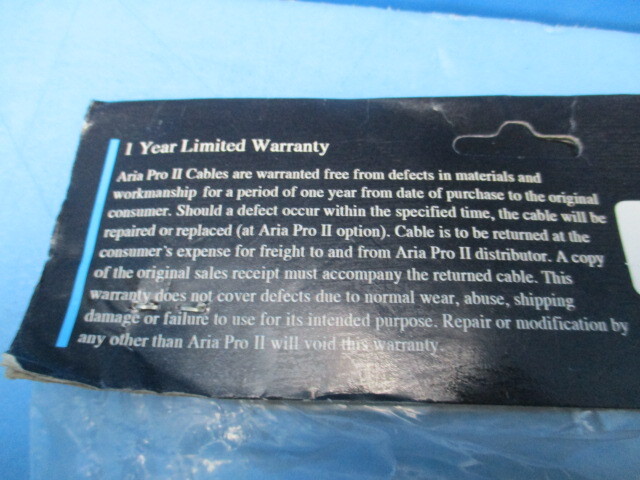 1 Year Limited Warranty
Aria Pro II Cables are warranted free from defects in materials and
workmanship for a period of one year from date of purchase to the original
consumer. Should a defect occur within the specified time, the cable will be
repaired or replaced (at Aria Pro II option). Cable is to be returned at the
consumer's expense for freight to and from Aria Pro II distributor. A copy
of the original sales receipt must accompany the returned cable. This
warranty does not cover defects due to normal wear, abuse, shipping
damage or failure to use for its intended purpose. Repair or modification by
any other than Aria Pro II will void this warranty.